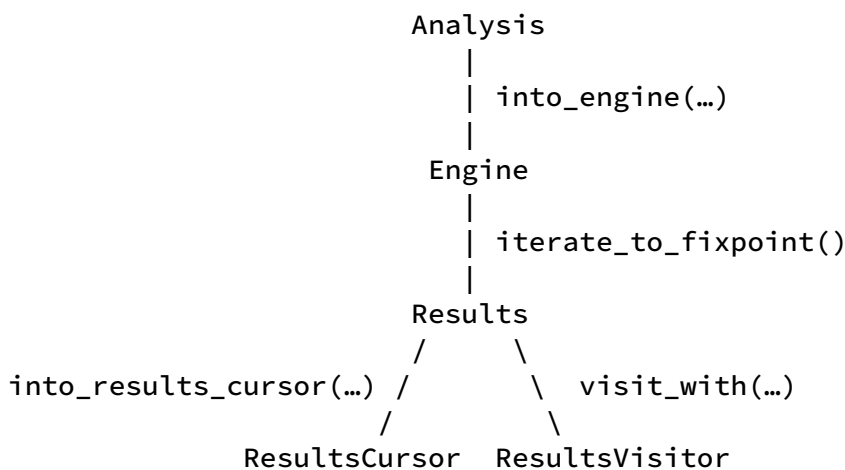 Analysis
into_engine(…)
Engine
iterate_to_fixpoint()
Results
into_results_cursor(…) visit_with(…)
ResultsCursor ResultsVisitor